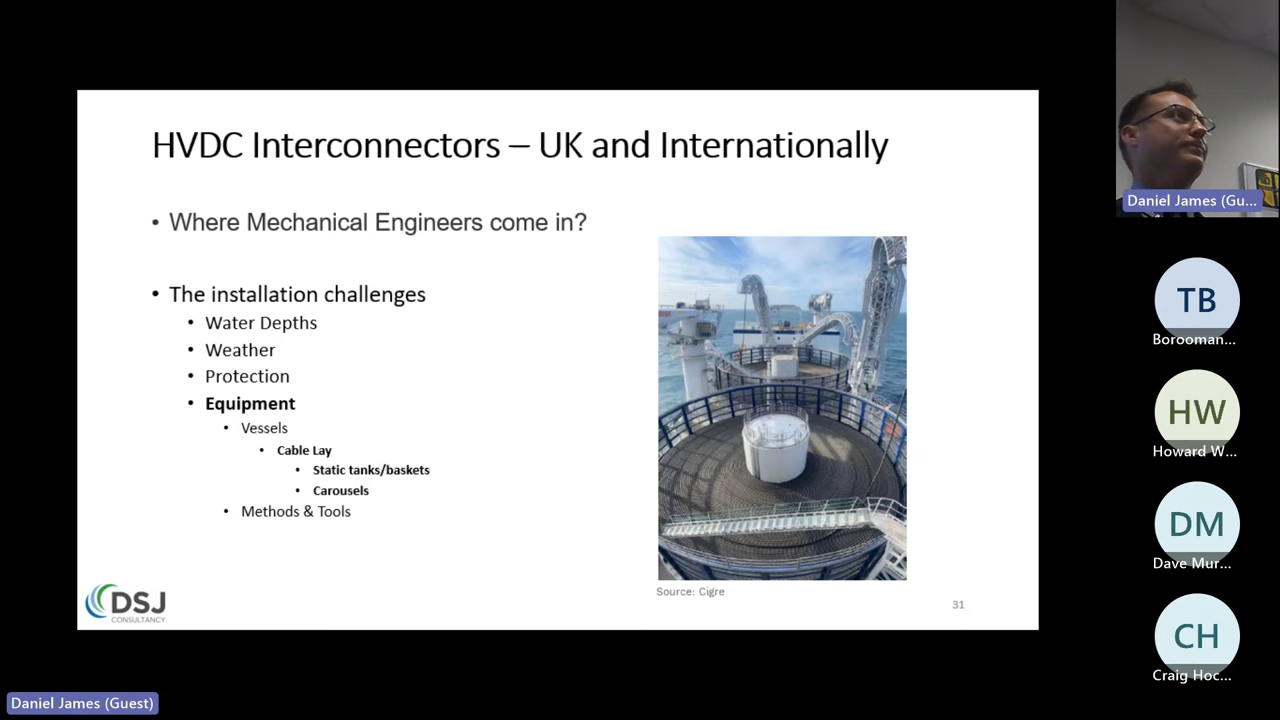 HVDC Interconnectors – UK and Internationally
• Where Mechanical Engineers come in?
• The installation challenges
• Water Depths
• Weather
• Protection
• Equipment
• Vessels
• Cable Lay
• Static tanks/baskets
• Carousels
• Methods & Tools
Source: Cigre
31
DSJ
CONSULTANCY
Daniel James (Gu...
TB
Borooman...
HW
Howard W...
DM
Dave Mur...
CH
Craig Hoc...
Daniel James (Guest)